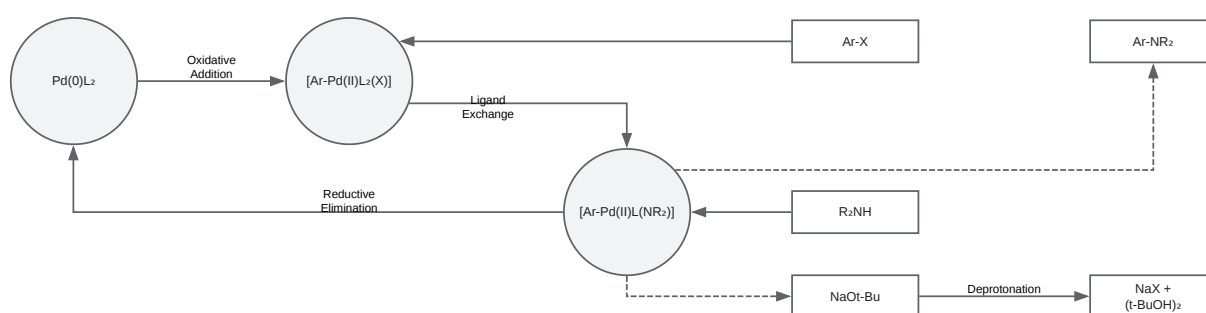 Ar-X
Ar-NR₂
Oxidative
Addition
Pd(0)L₂
[Ar-Pd(II)L₂(X)]
Ligand
Exchange
Reductive
Elimination
[Ar-Pd(II)L(NR₂)]
R₂NH
NaOt-Bu
Deprotonation
NaX +
(t-BuOH)₂